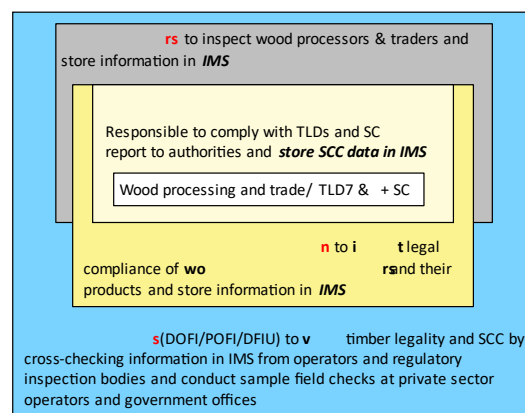 rs to inspect wood processors & traders and
store information in IMS
Responsible to comply with TLDs and SC
report to authorities and store SCC data in IMS
Wood processing and trade/ TLD7 & + SC
n to i t legal
compliance of wo rs and their
products and store information in IMS
s (DOFI/POFI/DFIU) to v timber legality and SCC by
cross-checking information in IMS from operators and regulatory
inspection bodies and conduct sample field checks at private sector
operators and government offices